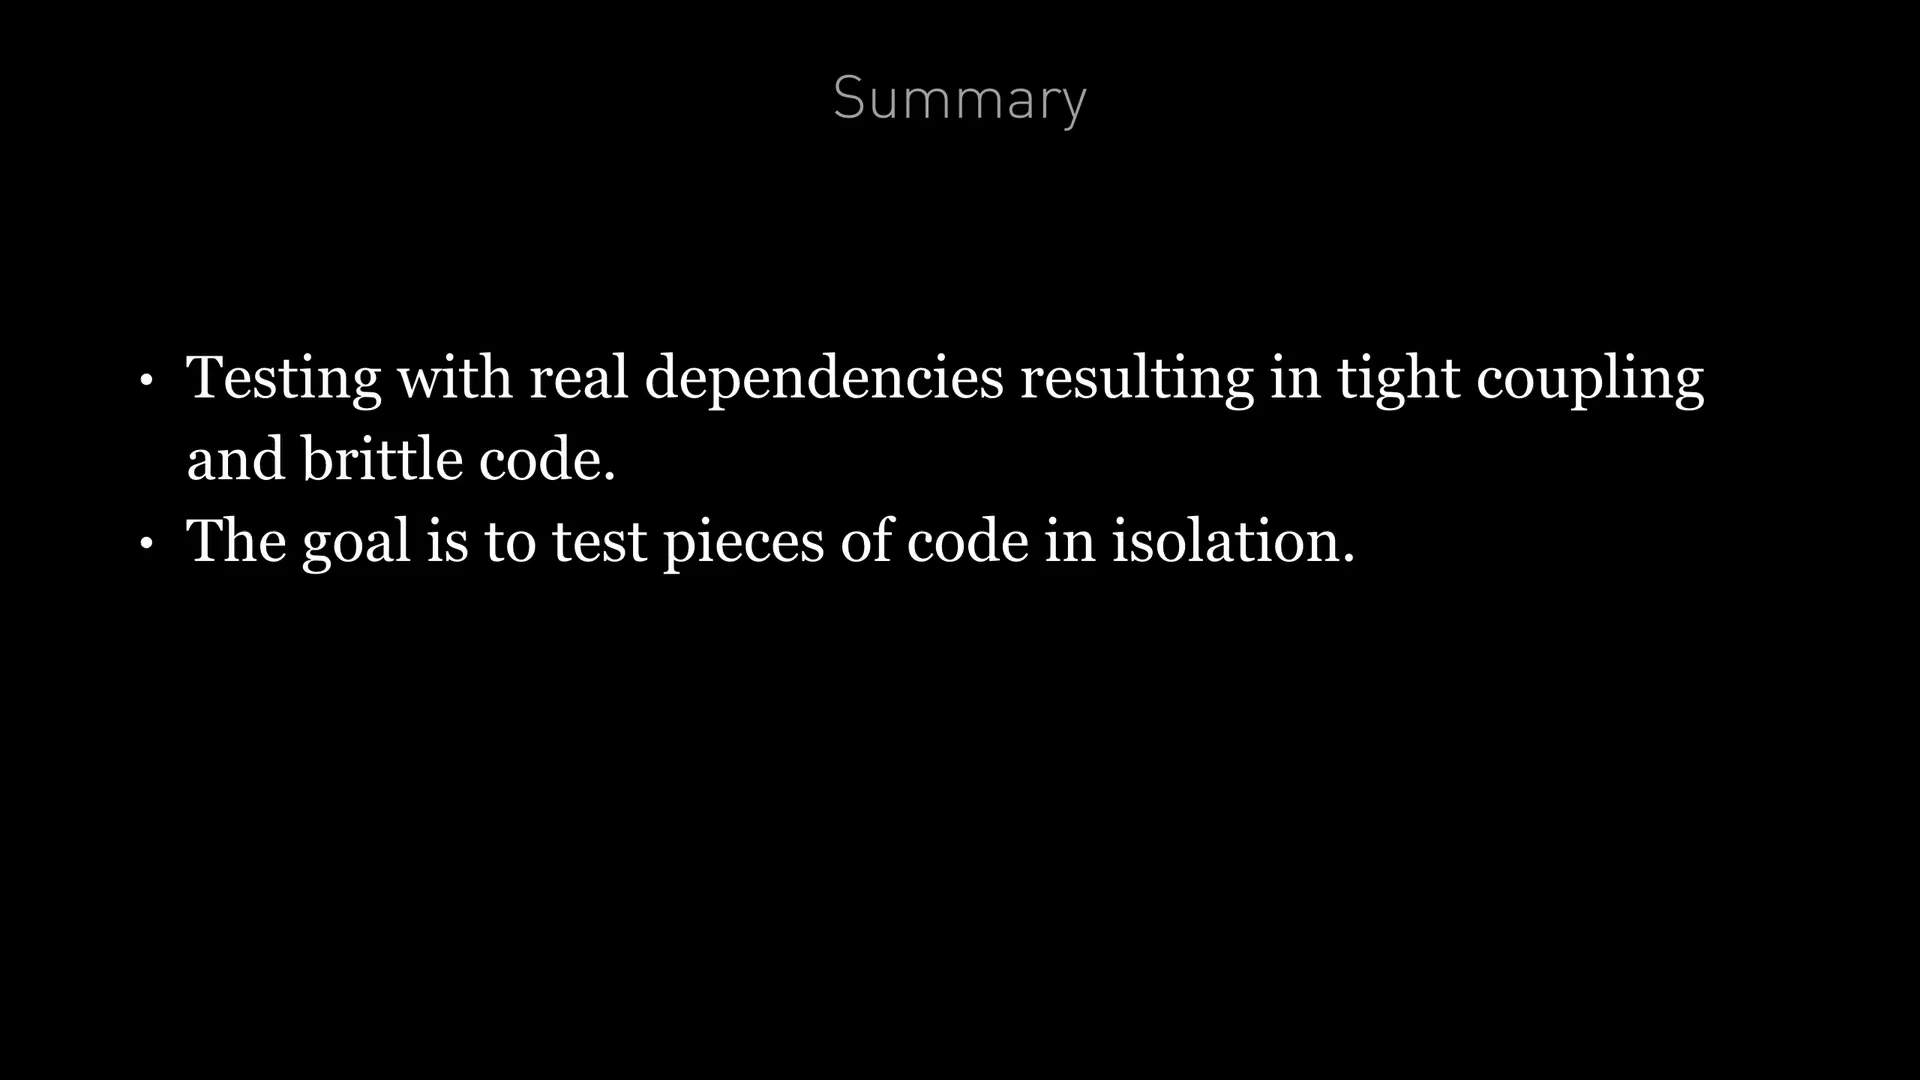 Summary
• Testing with real dependencies resulting in tight coupling
and brittle code.
• The goal is to test pieces of code in isolation.